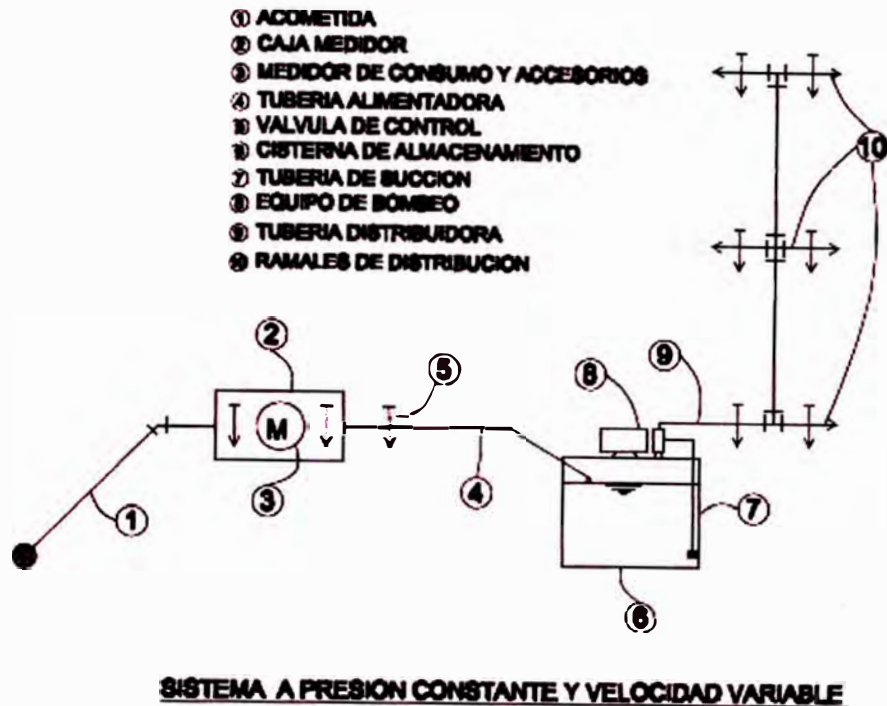 ① ACOMETIDA
② CAJA MEDIDOR
③ MEDIDOR DE CONSUMO Y ACCESORIOS
④ TUBERIA ALIMENTADORA
⑤ VALVULA DE CONTROL
⑥ CISTERNA DE ALMACENAMIENTO
⑦ TUBERIA DE SUCCION
⑧ EQUIPO DE BOMBEO
⑨ TUBERIA DISTRIBUIDORA
⑩ RAMALES DE DISTRIBUCION
10
2
5
8
9
M
3
4
7
1
6
SISTEMA A PRESION CONSTANTE Y VELOCIDAD VARIABLE